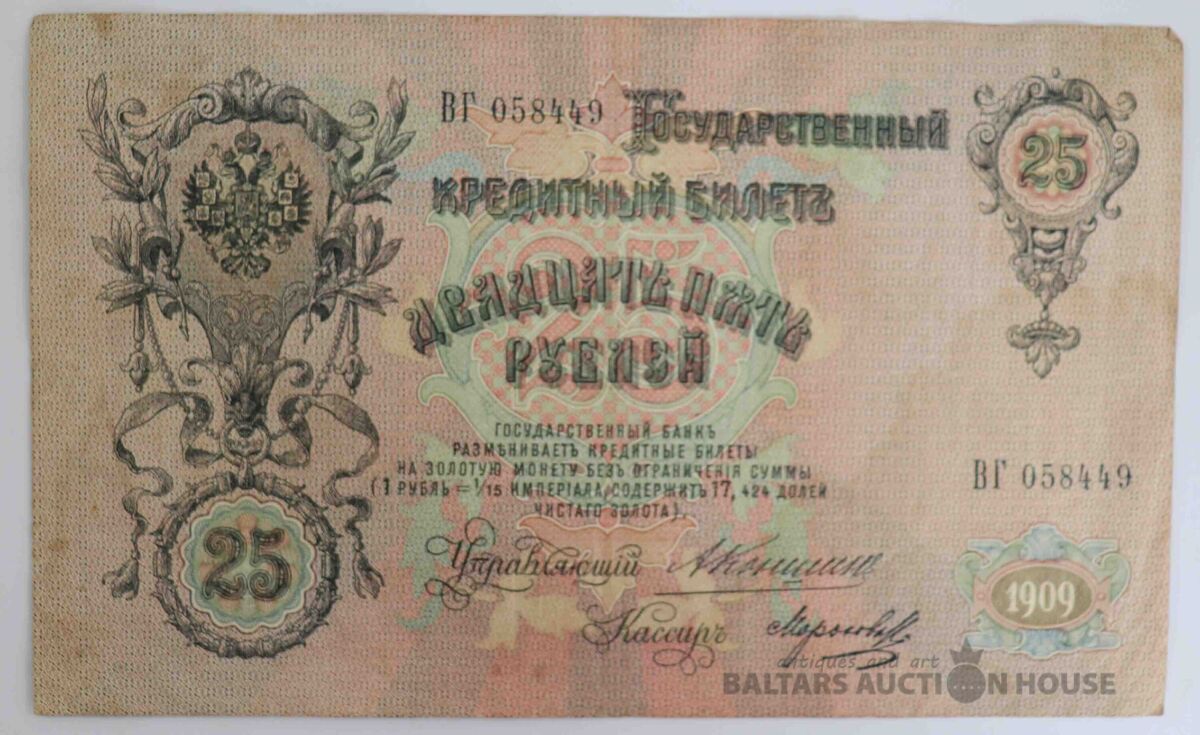 ВГ 058449 Государственный
25
Кредитный Билетъ
Двадцать пять
рублей
Государственный Банкъ
размѣниваетъ кредитные билеты
на золотую монету безъ ограниченія суммы
(1 рубль = 1/15 имперіала, содержитъ 17,424 долей
чистаго золота).
ВГ 058449
25
Управляющій АКоншинъ
1909
Кассиръ
antiques and art
BALTARS AUCTION HOUSE